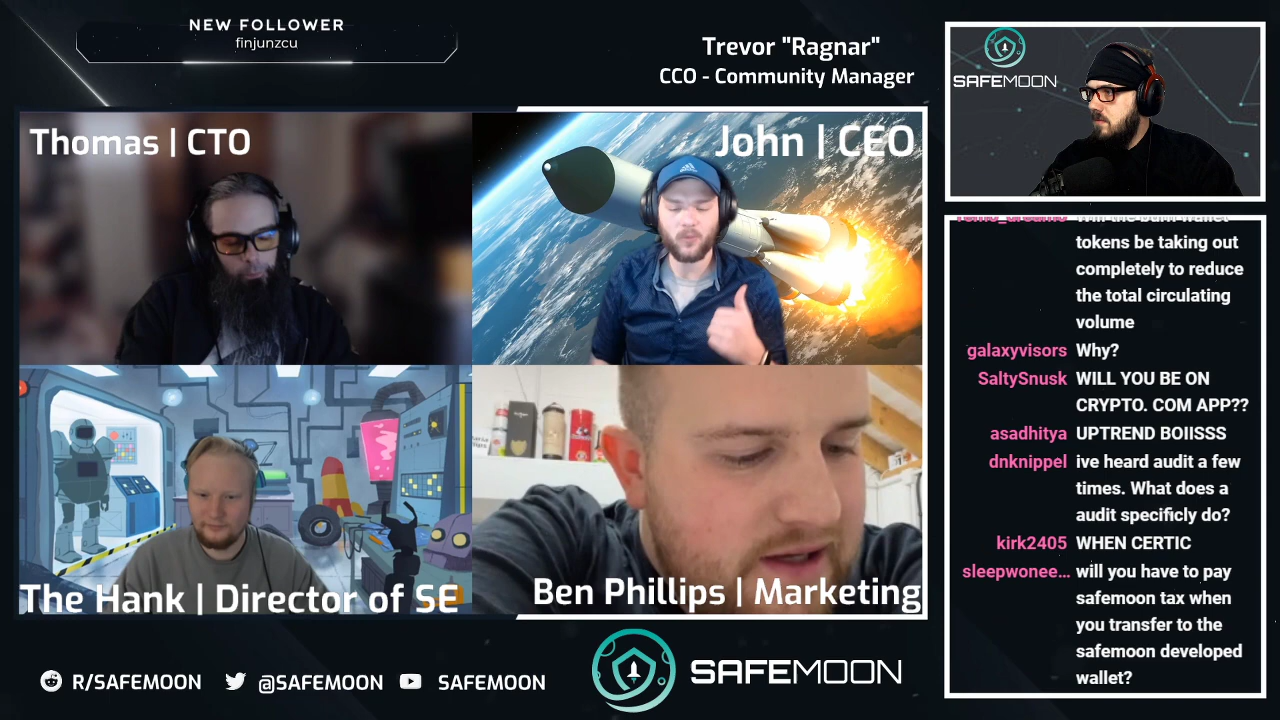 NEW FOLLOWER
finjunzcu
Trevor "Ragnar"
CCO - Community Manager
SAFEMOON
Thomas | CTO
John | CEO
The Hank | Director of SE
Ben Phillips | Marketing
R/SAFEMOON
@SAFEMOON
SAFEMOON
SAFEMOON
tokens be taking out
completely to reduce
the total circulating
volume
galaxyvisors Why?
SaltySnusk WILL YOU BE ON
CRYPTO. COM APP??
asadhitya UPTREND BOIISSS
dnknippel ive heard audit a few
times. What does a
audit specificly do?
kirk2405 WHEN CERTIC
sleepwonee... will you have to pay
safemoon tax when
you transfer to the
safemoon developed
wallet?